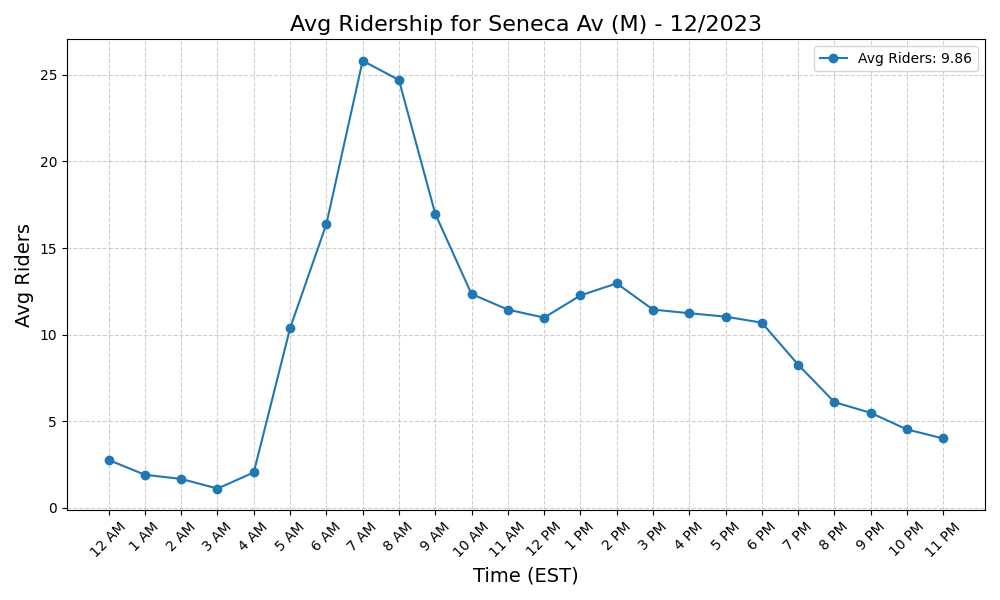 Avg Ridership for Seneca Av (M) - 12/2023
Avg Riders: 9.86
Avg Riders
25
20
15
10
5
0
12 AM
1 AM
2 AM
3 AM
4 AM
5 AM
6 AM
7 AM
8 AM
9 AM
10 AM
11 AM
12 PM
1 PM
2 PM
3 PM
4 PM
5 PM
6 PM
7 PM
8 PM
9 PM
10 PM
11 PM
Time (EST)